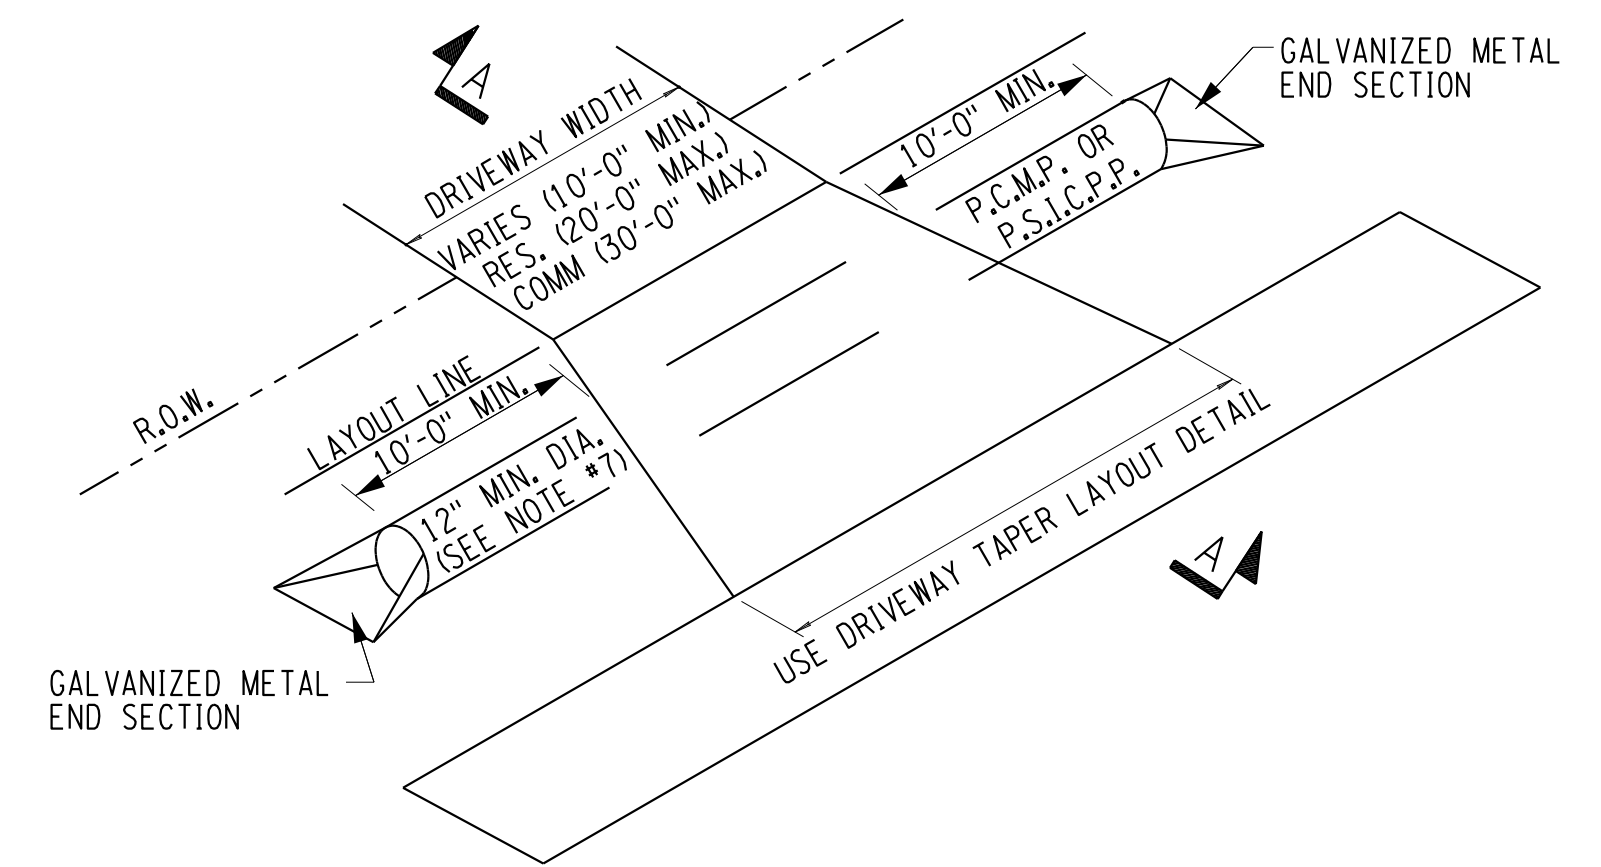 A
GALVANIZED METAL
END SECTION
DRIVEWAY WIDTH
VARIES (10'-0" MIN.)
RES. (20'-0" MAX.)
COMM (30'-0" MAX.)
10'-0" MIN.
P.C.M.P. OR
P.S.I.C.P.P.
R.O.W.
LAYOUT LINE
10'-0" MIN.
12" MIN. DIA.
(SEE NOTE #7)
USE DRIVEWAY TAPER LAYOUT DETAIL
A
GALVANIZED METAL
END SECTION